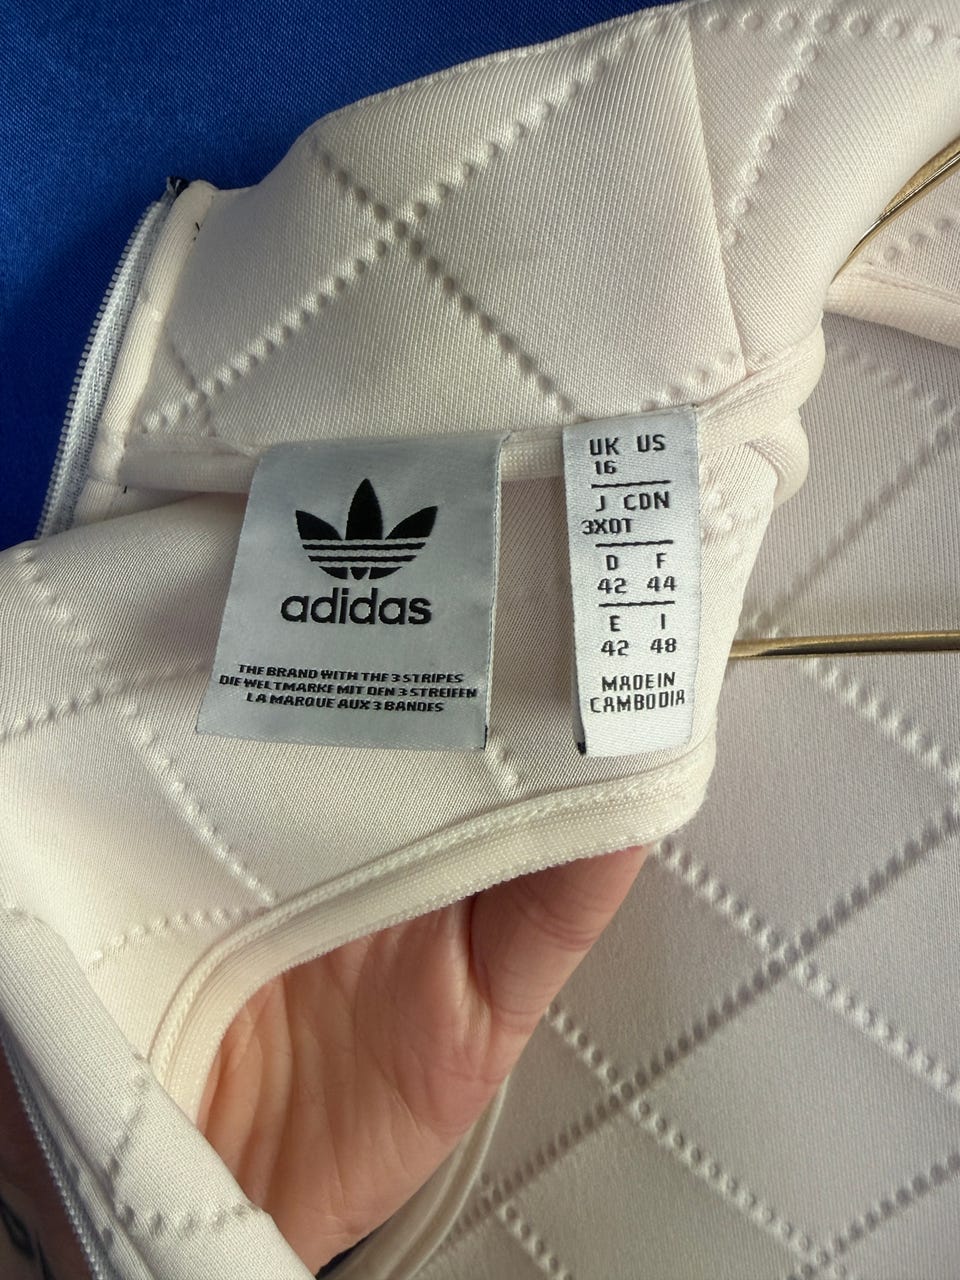 adidas
THE BRAND WITH THE 3 STRIPES
DIE WELTMARKE MIT DEN 3 STREIFEN
LA MARQUE AUX 3 BANDES
UK US
16
J CDN
3XOT
D F
42 44
E I
42 48
MADE IN
CAMBODIA